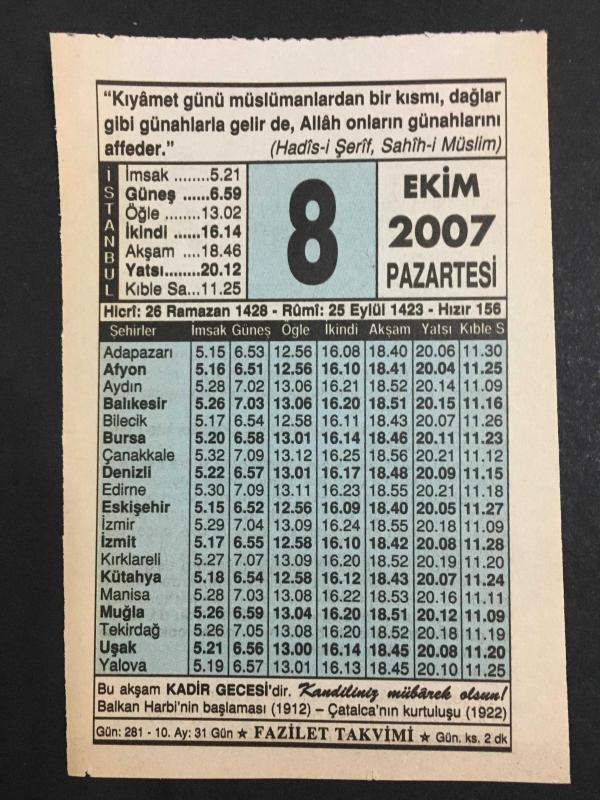 “Kıyâmet günü müslümanlardan bir kısmı, dağlar
gibi günahlarla gelir de, Allâh onların günahlarını
affeder.” (Hadîs-i Şerîf, Sahîh-i Müslim)
İSTANBUL
İmsak ........5.21
Güneş ......6.59
Öğle ........13.02
İkindi ......16.14
Akşam ....18.46
Yatsı........20.12
Kıble Sa...11.25
8
EKİM
2007
PAZARTESİ
Hicrî: 26 Ramazan 1428 - Rûmî: 25 Eylül 1423 - Hızır 156
Şehirler İmsak Güneş Öğle İkindi Akşam Yatsı Kıble S
Adapazarı 5.15 6.53 12.56 16.08 18.40 20.06 11.30
Afyon 5.16 6.51 12.56 16.10 18.41 20.04 11.25
Aydın 5.28 7.02 13.06 16.21 18.52 20.14 11.09
Balıkesir 5.26 7.03 13.06 16.20 18.51 20.15 11.16
Bilecik 5.17 6.54 12.58 16.11 18.43 20.07 11.26
Bursa 5.20 6.58 13.01 16.14 18.46 20.11 11.23
Çanakkale 5.32 7.09 13.12 16.25 18.56 20.21 11.12
Denizli 5.22 6.57 13.01 16.17 18.48 20.09 11.15
Edirne 5.30 7.09 13.11 16.23 18.55 20.21 11.18
Eskişehir 5.15 6.52 12.56 16.09 18.40 20.05 11.27
İzmir 5.29 7.04 13.09 16.24 18.55 20.18 11.09
İzmit 5.17 6.55 12.58 16.10 18.42 20.08 11.28
Kırklareli 5.27 7.07 13.09 16.20 18.52 20.19 11.20
Kütahya 5.18 6.54 12.58 16.12 18.43 20.07 11.24
Manisa 5.28 7.03 13.08 16.22 18.53 20.16 11.11
Muğla 5.26 6.59 13.04 16.20 18.51 20.12 11.09
Tekirdağ 5.26 7.05 13.08 16.20 18.52 20.18 11.19
Uşak 5.21 6.56 13.00 16.14 18.45 20.08 11.20
Yalova 5.19 6.57 13.01 16.13 18.45 20.10 11.25
Bu akşam KADİR GECESİ'dir. Kandiliniz mübârek olsun!
Balkan Harbi'nin başlaması (1912) – Çatalca'nın kurtuluşu (1922)
Gün: 281 - 10. Ay: 31 Gün ★ FAZİLET TAKVİMİ ★ Gün. ks. 2 dk